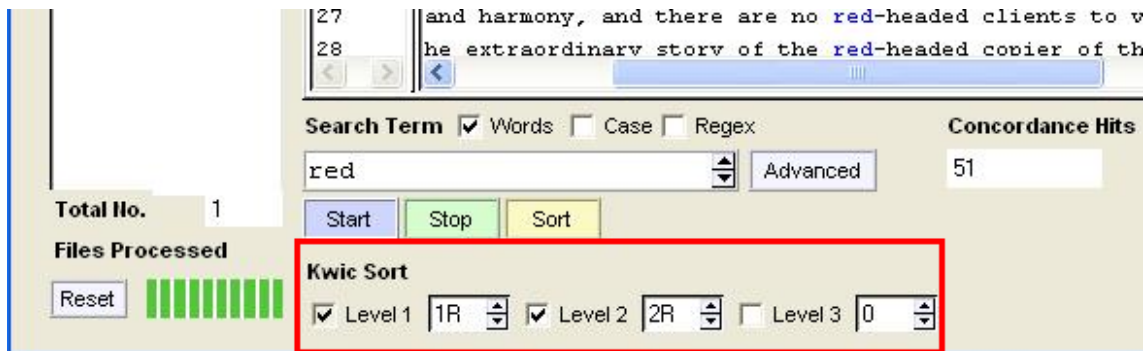 27 and harmony, and there are no red-headed clients to
28 he extraordinary story of the red-headed copier of th
Search Term Words Case Regex Concordance Hits
red Advanced 51
Total No. 1
Start Stop Sort
Files Processed
Kwic Sort
Reset Level 1 1R Level 2 2R Level 3 0